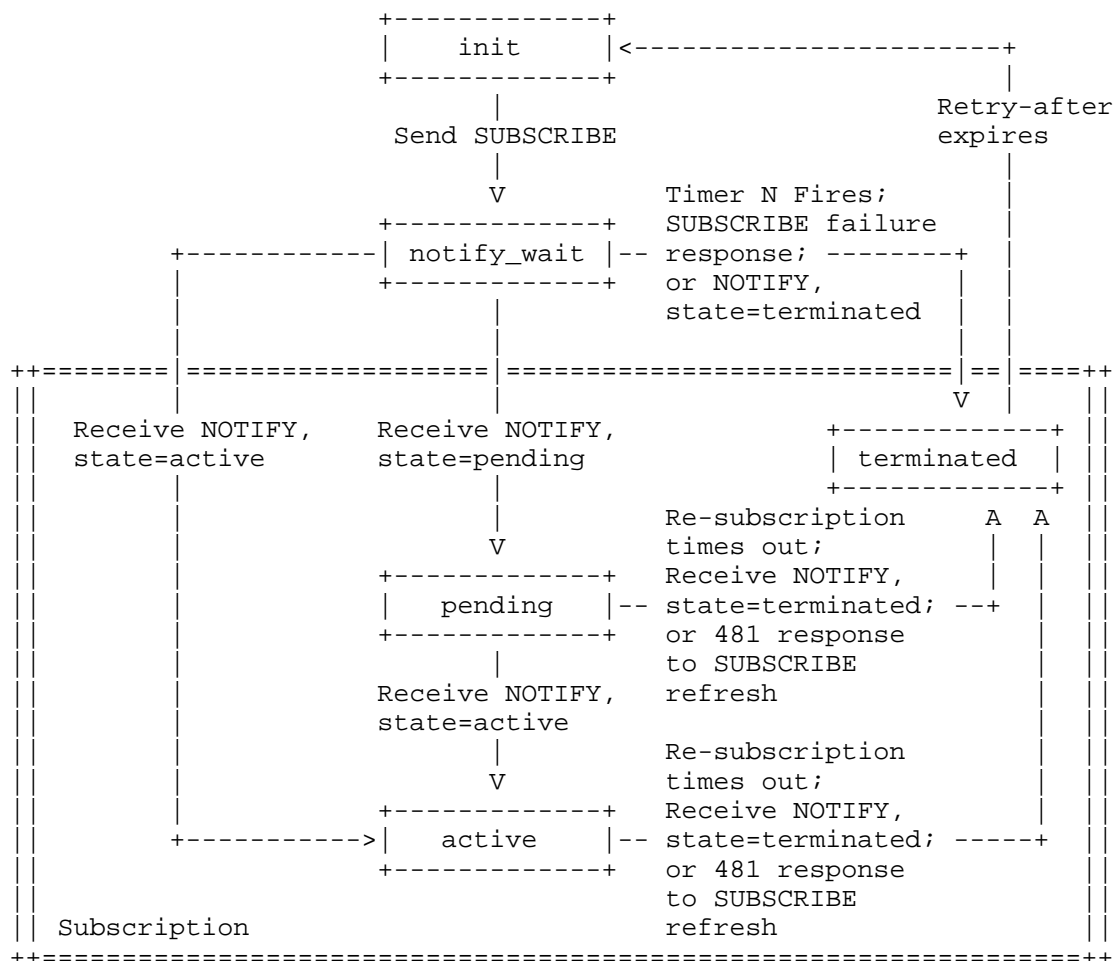 init
Retry-after
Send SUBSCRIBE expires
V Timer N Fires;
SUBSCRIBE failure
notify_wait response;
or NOTIFY,
state=terminated
V
Receive NOTIFY, Receive NOTIFY,
state=active state=pending terminated
Re-subscription A A
V times out;
Receive NOTIFY,
pending state=terminated;
or 481 response
to SUBSCRIBE
Receive NOTIFY, refresh
state=active
Re-subscription
V times out;
Receive NOTIFY,
active state=terminated;
or 481 response
to SUBSCRIBE
Subscription refresh